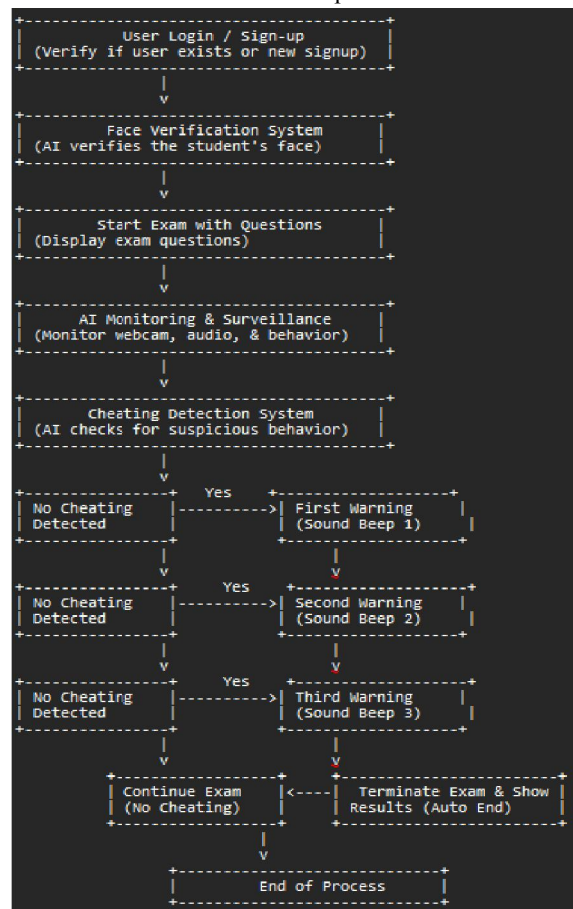 User Login / Sign-up
(Verify if user exists or new signup)
Face Verification System
(AI verifies the student's face)
Start Exam with Questions
(Display exam questions)
AI Monitoring & Surveillance
(Monitor webcam, audio, & behavior)
Cheating Detection System
(AI checks for suspicious behavior)
Yes
No Cheating
Detected
First Warning
(Sound Beep 1)
Yes
No Cheating
Detected
Second Warning
(Sound Beep 2)
Yes
No Cheating
Detected
Third Warning
(Sound Beep 3)
Continue Exam
(No Cheating)
Terminate Exam & Show
Results (Auto End)
End of Process